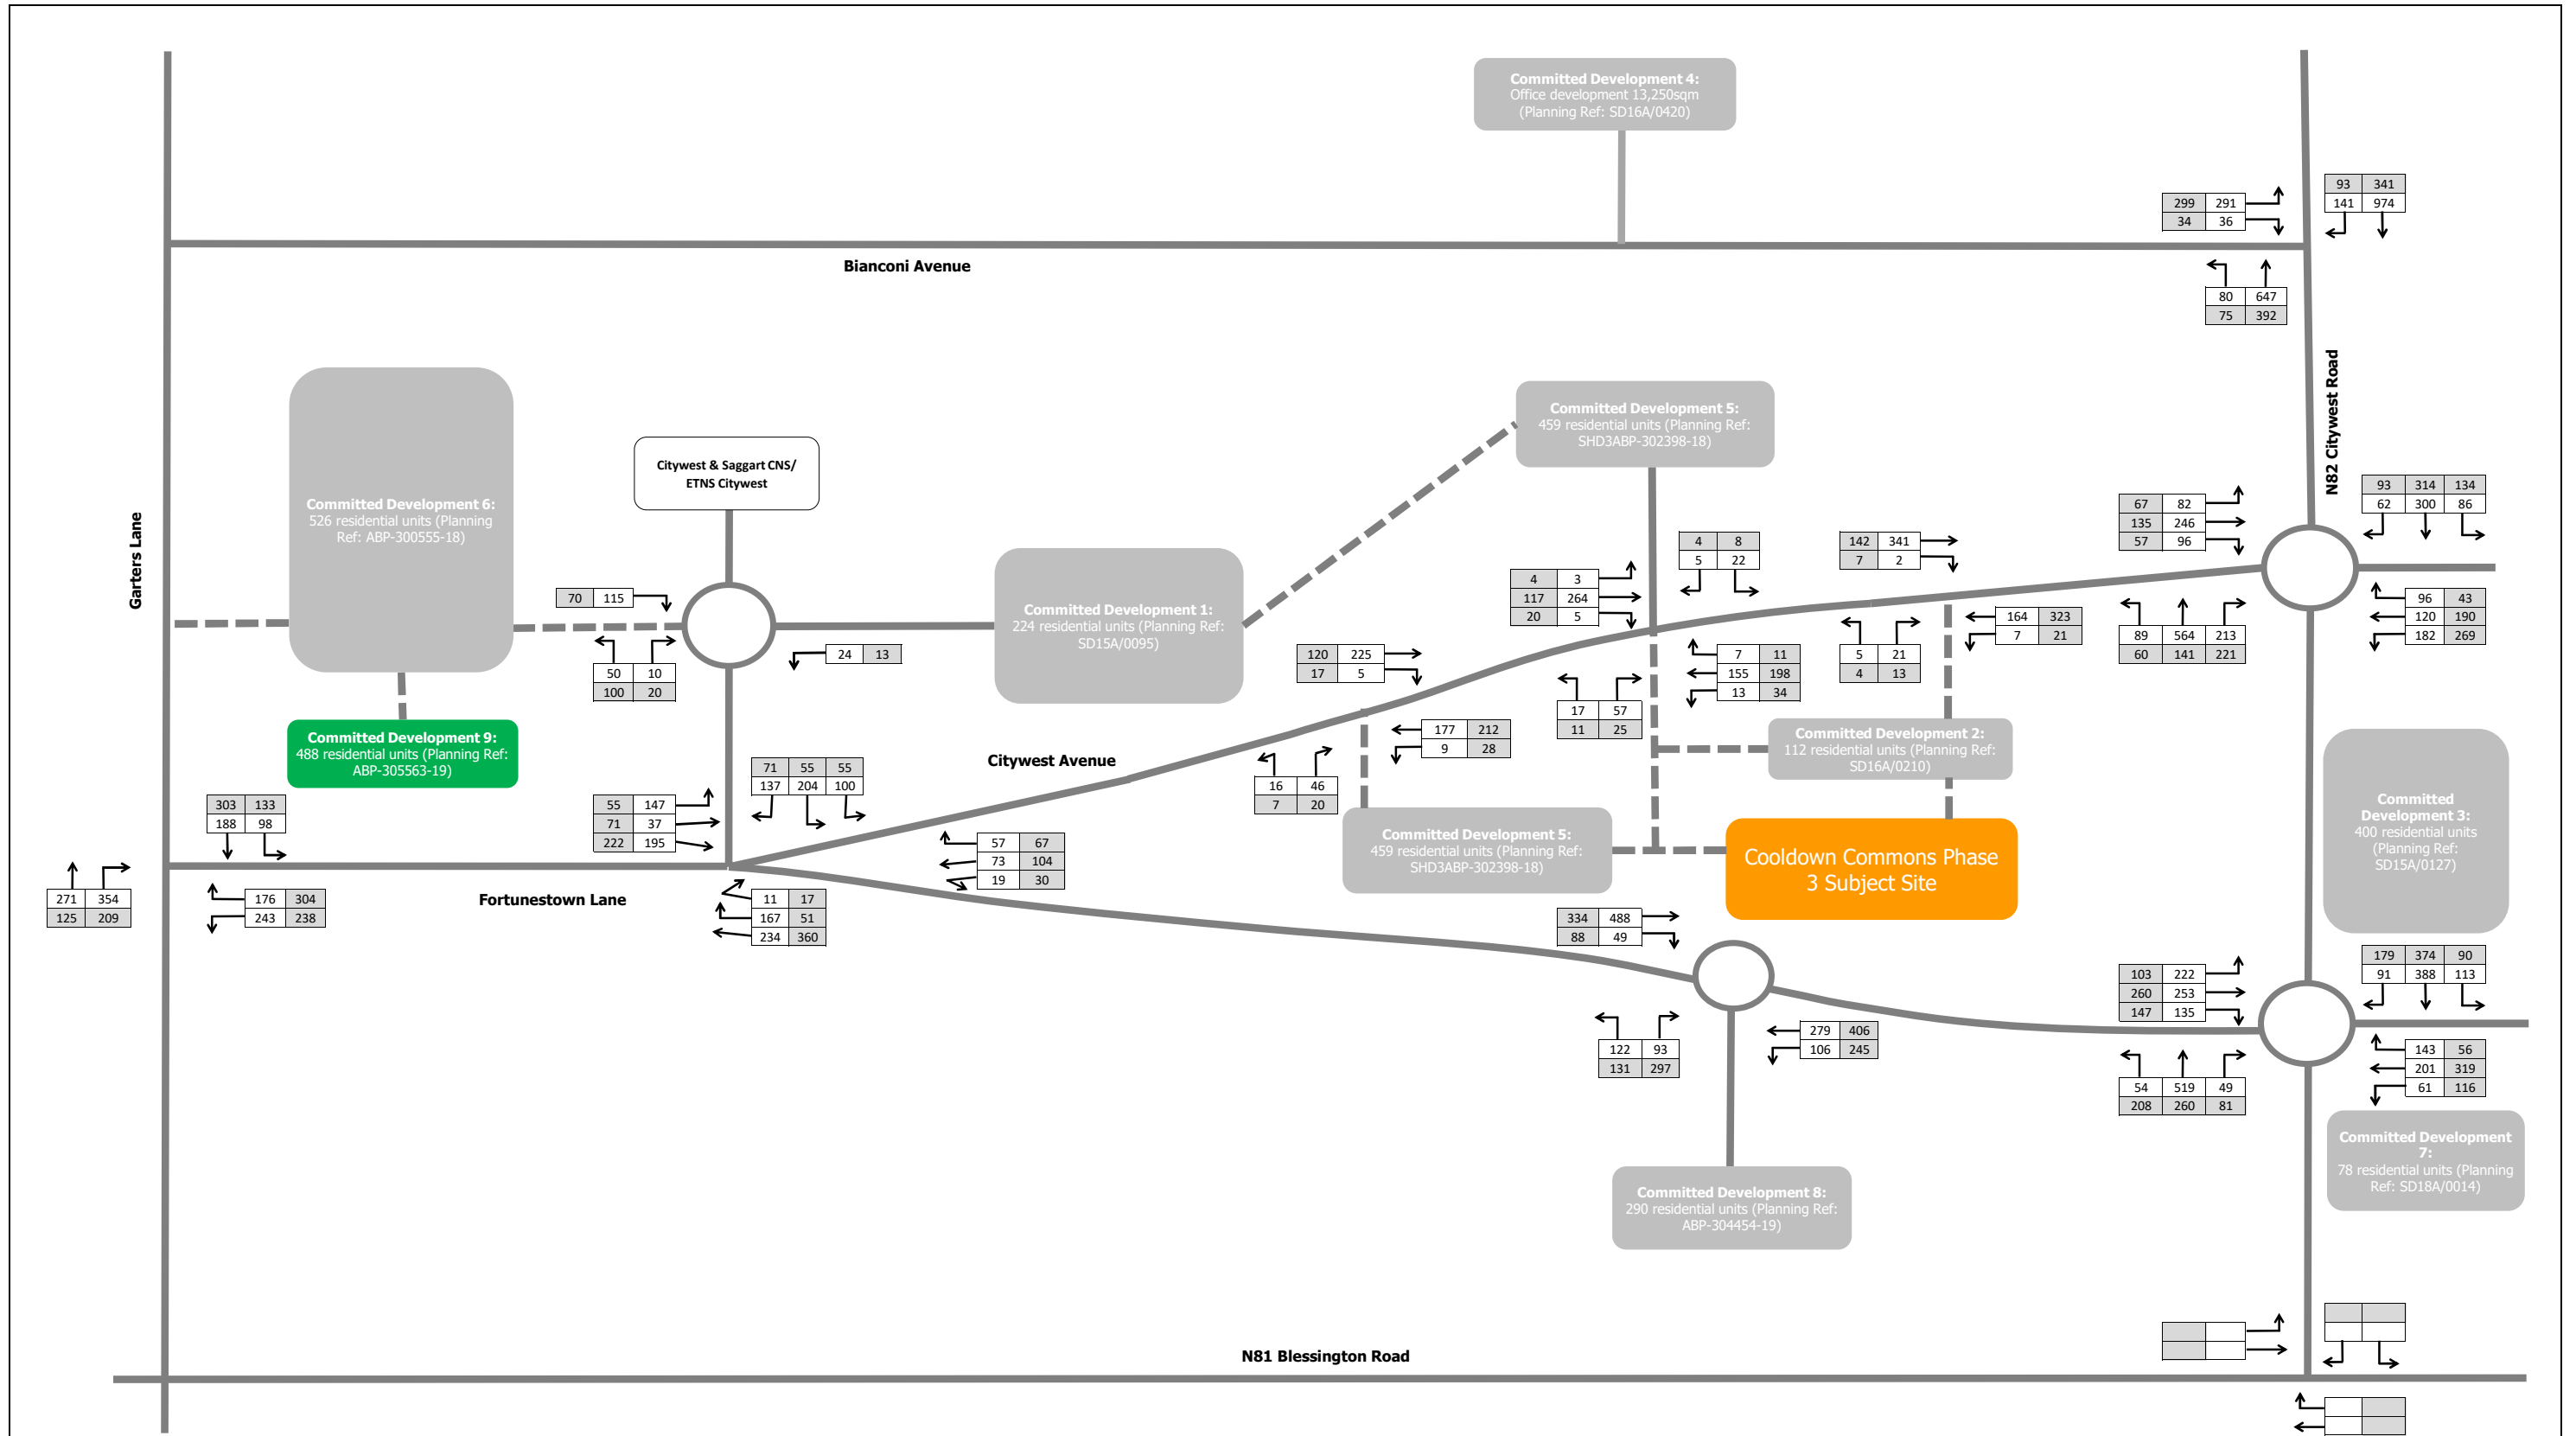 Committed Development 4:
Office development 13,250sqm
(Planning Ref: SD16A/0420)
93 341
141 974
299 291
34 36
Bianconi Avenue
80 647
75 392
N82 Citywest Road
Committed Development 6:
526 residential units (Planning
Ref: ABP-300555-18)
Citywest & Saggart CNS/
ETNS Citywest
Committed Development 5:
459 residential units (Planning Ref:
SHD3ABP-302398-18)
93 314 134
62 300 86
67 82
135 246
57 96
4 8
5 22
142 341
7 2
4 3
117 264
20 5
Garters Lane
70 115
Committed Development 1:
224 residential units (Planning Ref:
SD15A/0095)
96 43
120 190
182 269
164 323
7 21
89 564 213
60 141 221
5 21
4 13
24 13
50 10
100 20
120 225
17 5
7 11
155 198
13 34
17 57
11 25
177 212
9 28
Committed Development 9:
488 residential units (Planning Ref:
ABP-305563-19)
Committed Development 2:
112 residential units (Planning Ref:
SD16A/0210)
Citywest Avenue
71 55 55
137 204 100
16 46
7 20
Committed
Development 3:
400 residential units
(Planning Ref:
SD15A/0127)
303 133
188 98
55 147
71 37
222 195
57 67
73 104
19 30
Committed Development 5:
459 residential units (Planning Ref:
SHD3ABP-302398-18)
Cooldown Commons Phase
3 Subject Site
271 354
125 209
176 304
243 238
Fortunestown Lane
11 17
167 51
234 360
334 488
88 49
179 374 90
91 388 113
103 222
260 253
147 135
122 93
131 297
279 406
106 245
143 56
201 319
61 116
54 519 49
208 260 81
Committed Development
7:
78 residential units (Planning
Ref: SD18A/0014)
Committed Development 8:
290 residential units (Planning Ref:
ABP-304454-19)
N81 Blessington Road